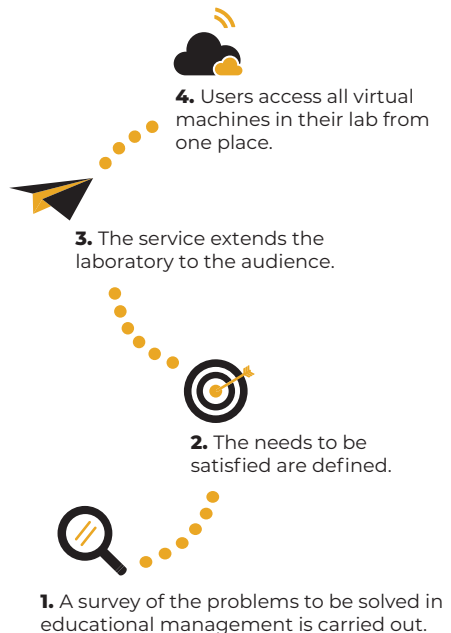 4. Users access all virtual
machines in their lab from
one place.
3. The service extends the
laboratory to the audience.
2. The needs to be
satisfied are defined.
1. A survey of the problems to be solved in
educational management is carried out.